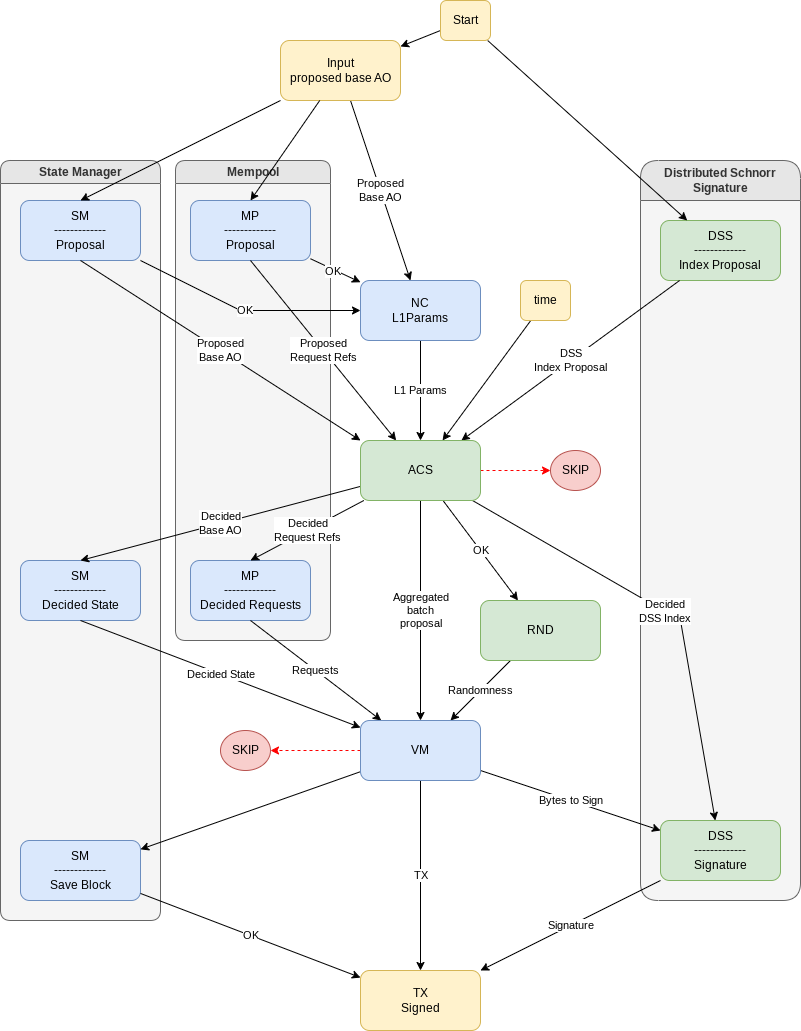 Start
Input
proposed base AO
State Manager
Mempool
Distributed Schnorr
Signature
Proposed
Base AO
SM
-------------
Proposal
MP
-------------
Proposal
DSS
-------------
Index Proposal
OK
OK
NC
L1Params
time
Proposed
Base AO
Proposed
Request Refs
DSS
Index Proposal
L1 Params
ACS
SKIP
Decided
Base AO
Decided
Request Refs
OK
SM
-------------
Decided State
MP
-------------
Decided Requests
Aggregated
batch
proposal
RND
Decided
DSS Index
Decided State
Requests
Randomness
SKIP
VM
Bytes to Sign
SM
-------------
Save Block
DSS
-------------
Signature
TX
OK
Signature
TX
Signed